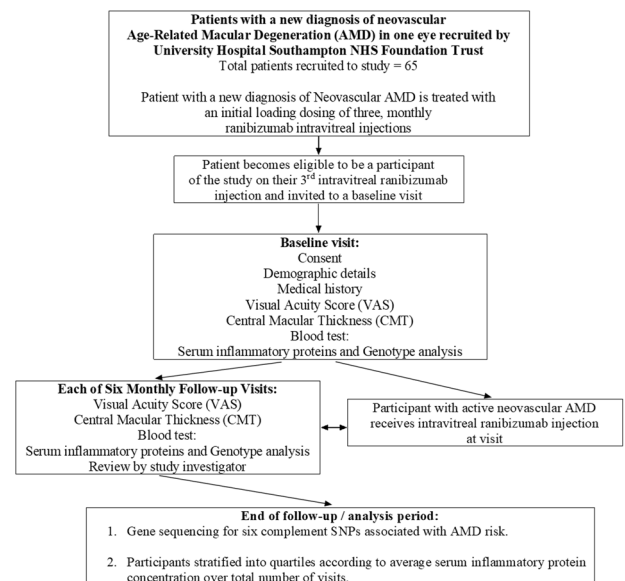 Patients with a new diagnosis of neovascular
Age-Related Macular Degeneration (AMD) in one eye recruited by
University Hospital Southampton NHS Foundation Trust
Total patients recruited to study = 65
Patient with a new diagnosis of Neovascular AMD is treated with
an initial loading dosing of three, monthly
ranibizumab intravitreal injections
Patient becomes eligible to be a participant
of the study on their 3rd intravitreal ranibizumab
injection and invited to a baseline visit
Baseline visit:
Consent
Demographic details
Medical history
Visual Acuity Score (VAS)
Central Macular Thickness (CMT)
Blood test:
Serum inflammatory proteins and Genotype analysis
Each of Six Monthly Follow-up Visits:
Visual Acuity Score (VAS)
Central Macular Thickness (CMT)
Blood test:
Serum inflammatory proteins and Genotype analysis
Review by study investigator
Participant with active neovascular AMD
receives intravitreal ranibizumab injection
at visit
End of follow-up / analysis period:
1. Gene sequencing for six complement SNPs associated with AMD risk.
2. Participants stratified into quartiles according to average serum inflammatory protein
concentration over total number of visits.